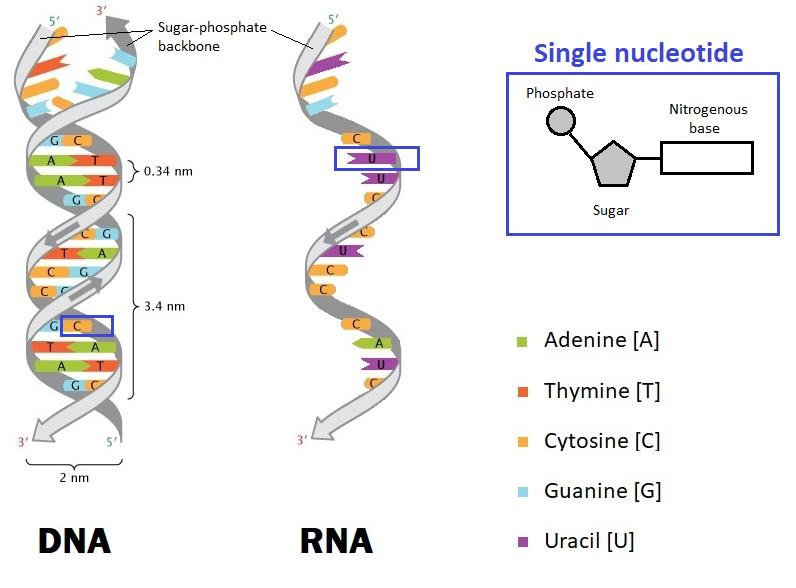 5′
3′
Sugar-phosphate
backbone
5′
G C
A T
A T
G C
C G
T A
C G
C G
G C
T A
A T
G C
0.34 nm
3.4 nm
3′
5′
2 nm
DNA
C
U
U
C
C
U
C
C
C
A
U
C
3′
RNA
Single nucleotide
Phosphate
Nitrogenous
base
Sugar
Adenine [A]
Thymine [T]
Cytosine [C]
Guanine [G]
Uracil [U]